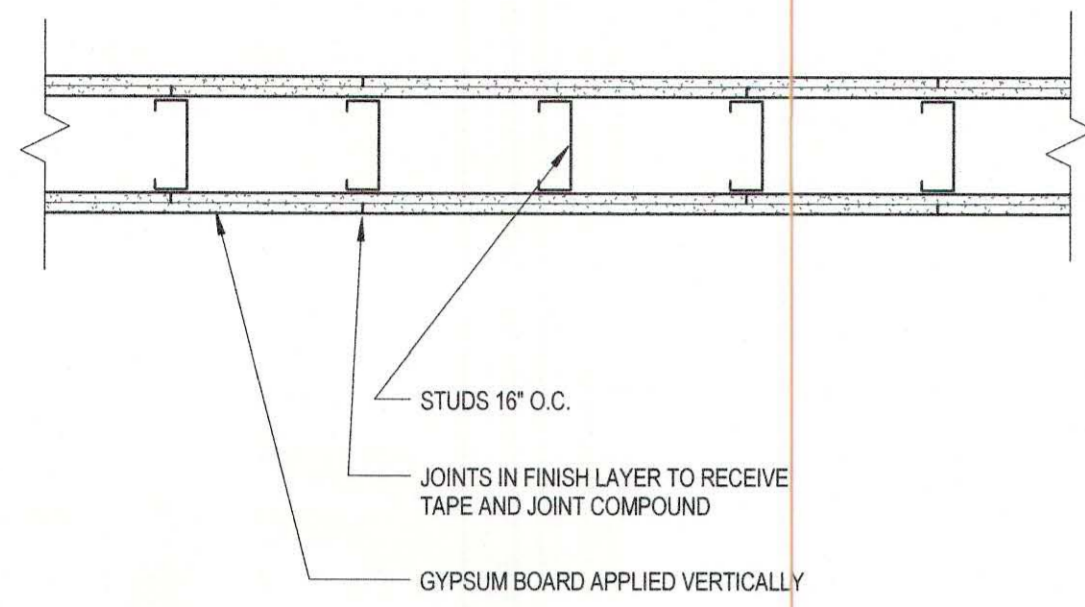 STUDS 16" O.C.
JOINTS IN FINISH LAYER TO RECEIVE
TAPE AND JOINT COMPOUND
GYPSUM BOARD APPLIED VERTICALLY